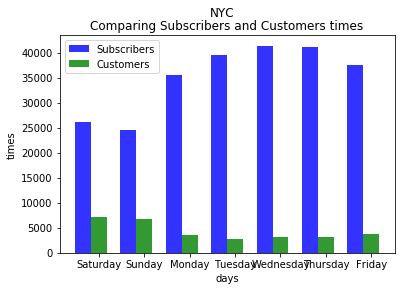 NYC
Comparing Subscribers and Customers times
Subscribers
Customers
40000
35000
30000
25000
20000
15000
10000
5000
0
times
Saturday Sunday Monday Tuesday Wednesday Thursday Friday
days